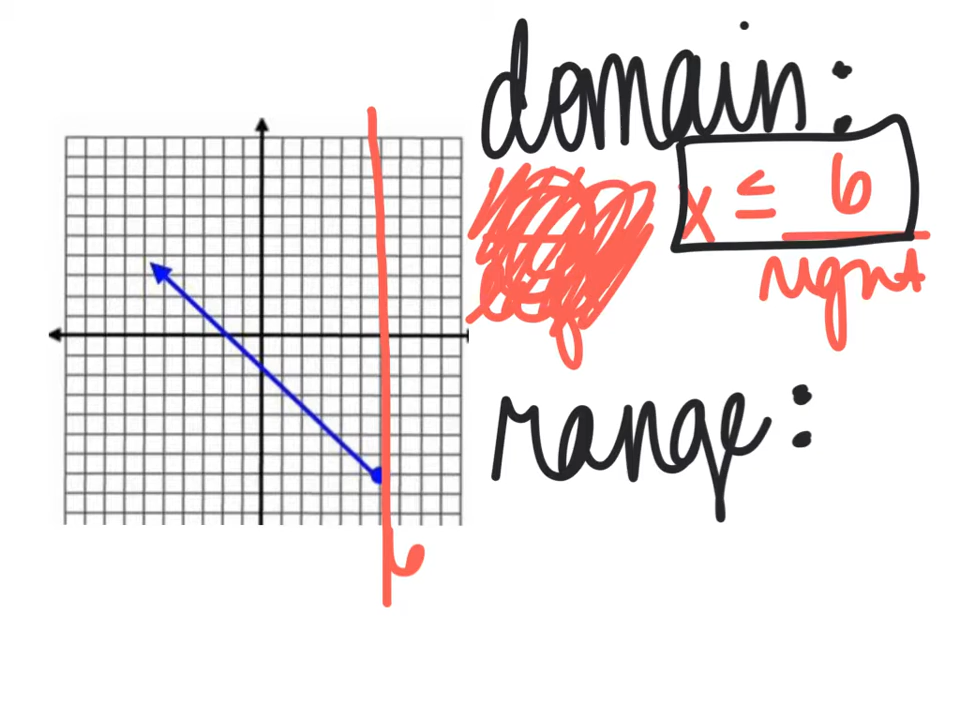 domain:
x ≤ 6
right
range:
6